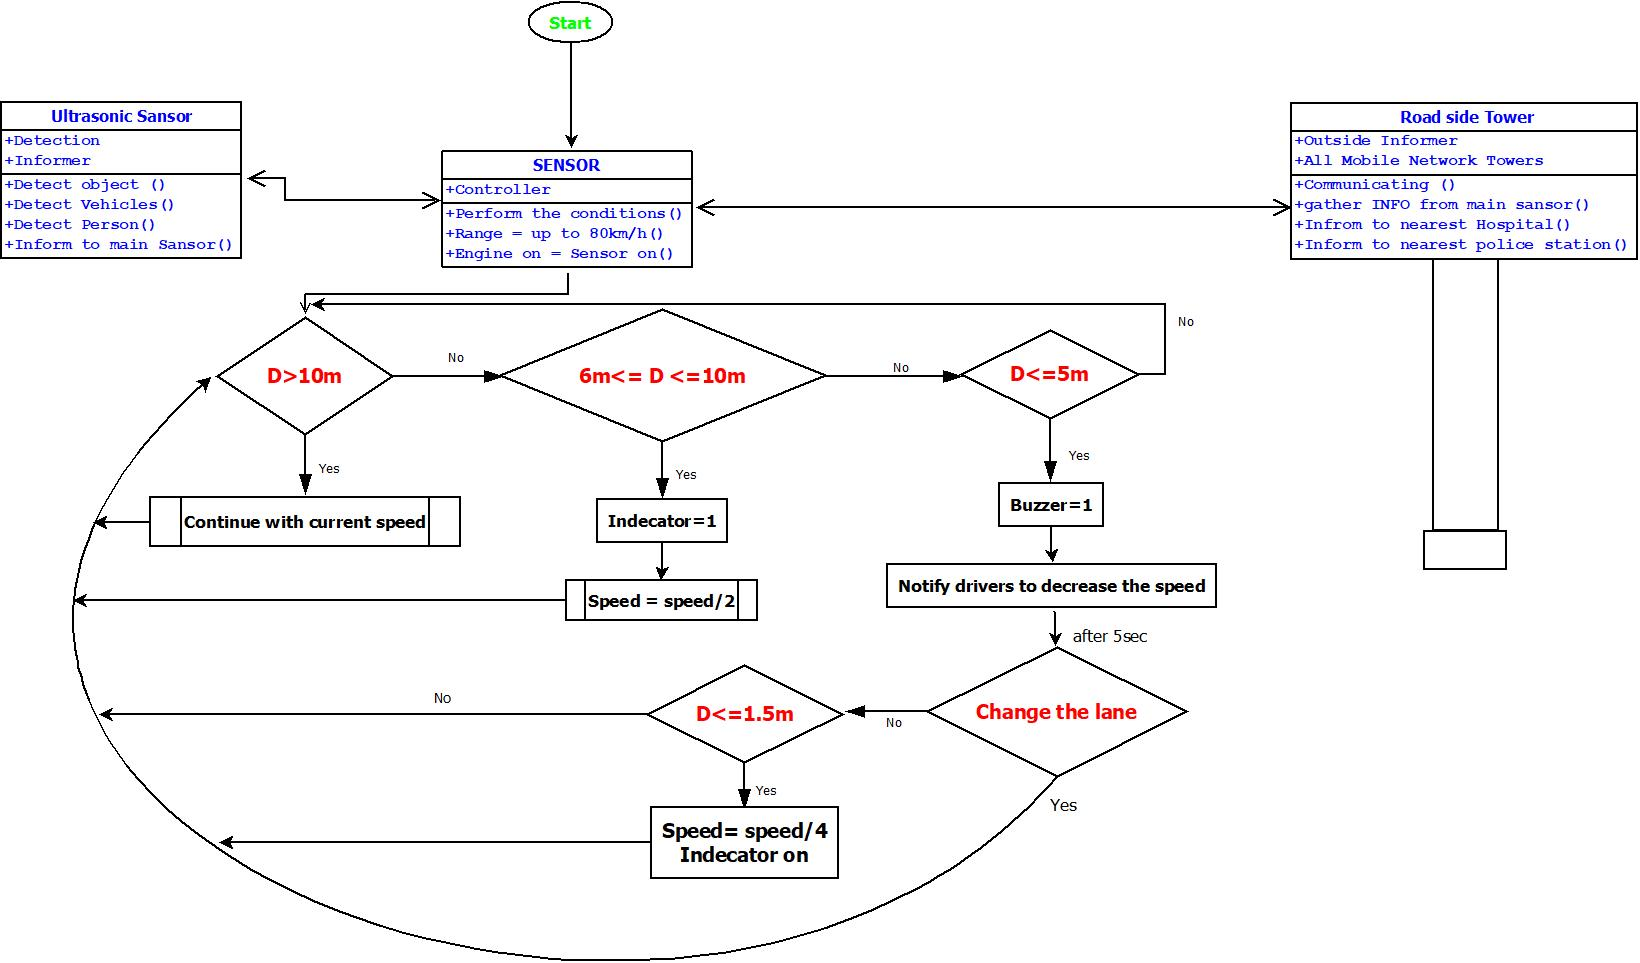 Start
Ultrasonic Sansor
+Detection
+Informer
+Detect object ()
+Detect Vehicles()
+Detect Person()
+Inform to main Sansor()
SENSOR
+Controller
+Perform the conditions()
+Range = up to 80km/h()
+Engine on = Sensor on()
Road side Tower
+Outside Informer
+All Mobile Network Towers
+Communicating ()
+gather INFO from main sansor()
+Infrom to nearest Hospital()
+Inform to nearest police station()
No
D>10m
No
6m<= D <=10m
No
D<=5m
Yes
Yes
Yes
Continue with current speed
Indecator=1
Buzzer=1
Speed = speed/2
Notify drivers to decrease the speed
after 5sec
No
D<=1.5m
No
Change the lane
Yes
Yes
Speed= speed/4
Indecator on